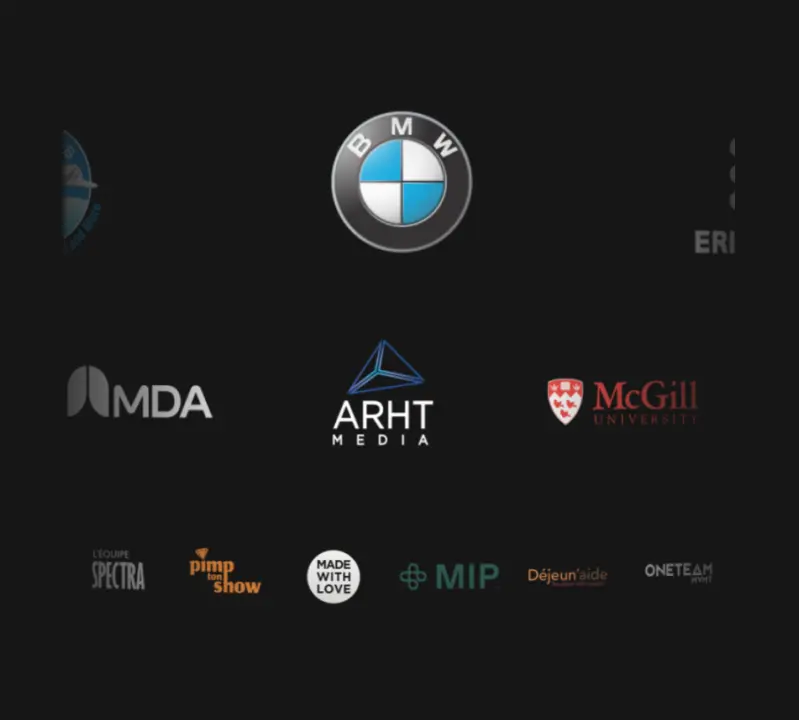 BMW
ERI
MDA
ARHT
MEDIA
McGill
UNIVERSITY
L'ÉQUIPE
SPECTRA
pimp
ton
show
MADE
WITH
LOVE
MIP
Déjeun'aide
ONETEAM
MVMT